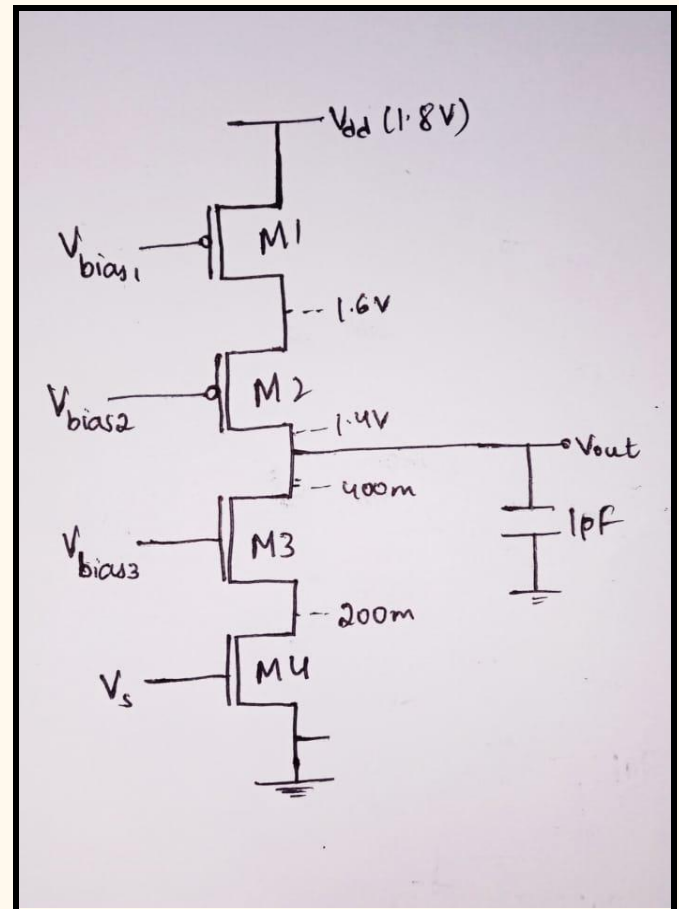 Vdd (1.8V)
Vbias1
M1
-- 1.6V
Vbias2
M2
-- 1.4V
Vout
-- 400m
1pF
Vbias3
M3
-- 200m
Vs
M4